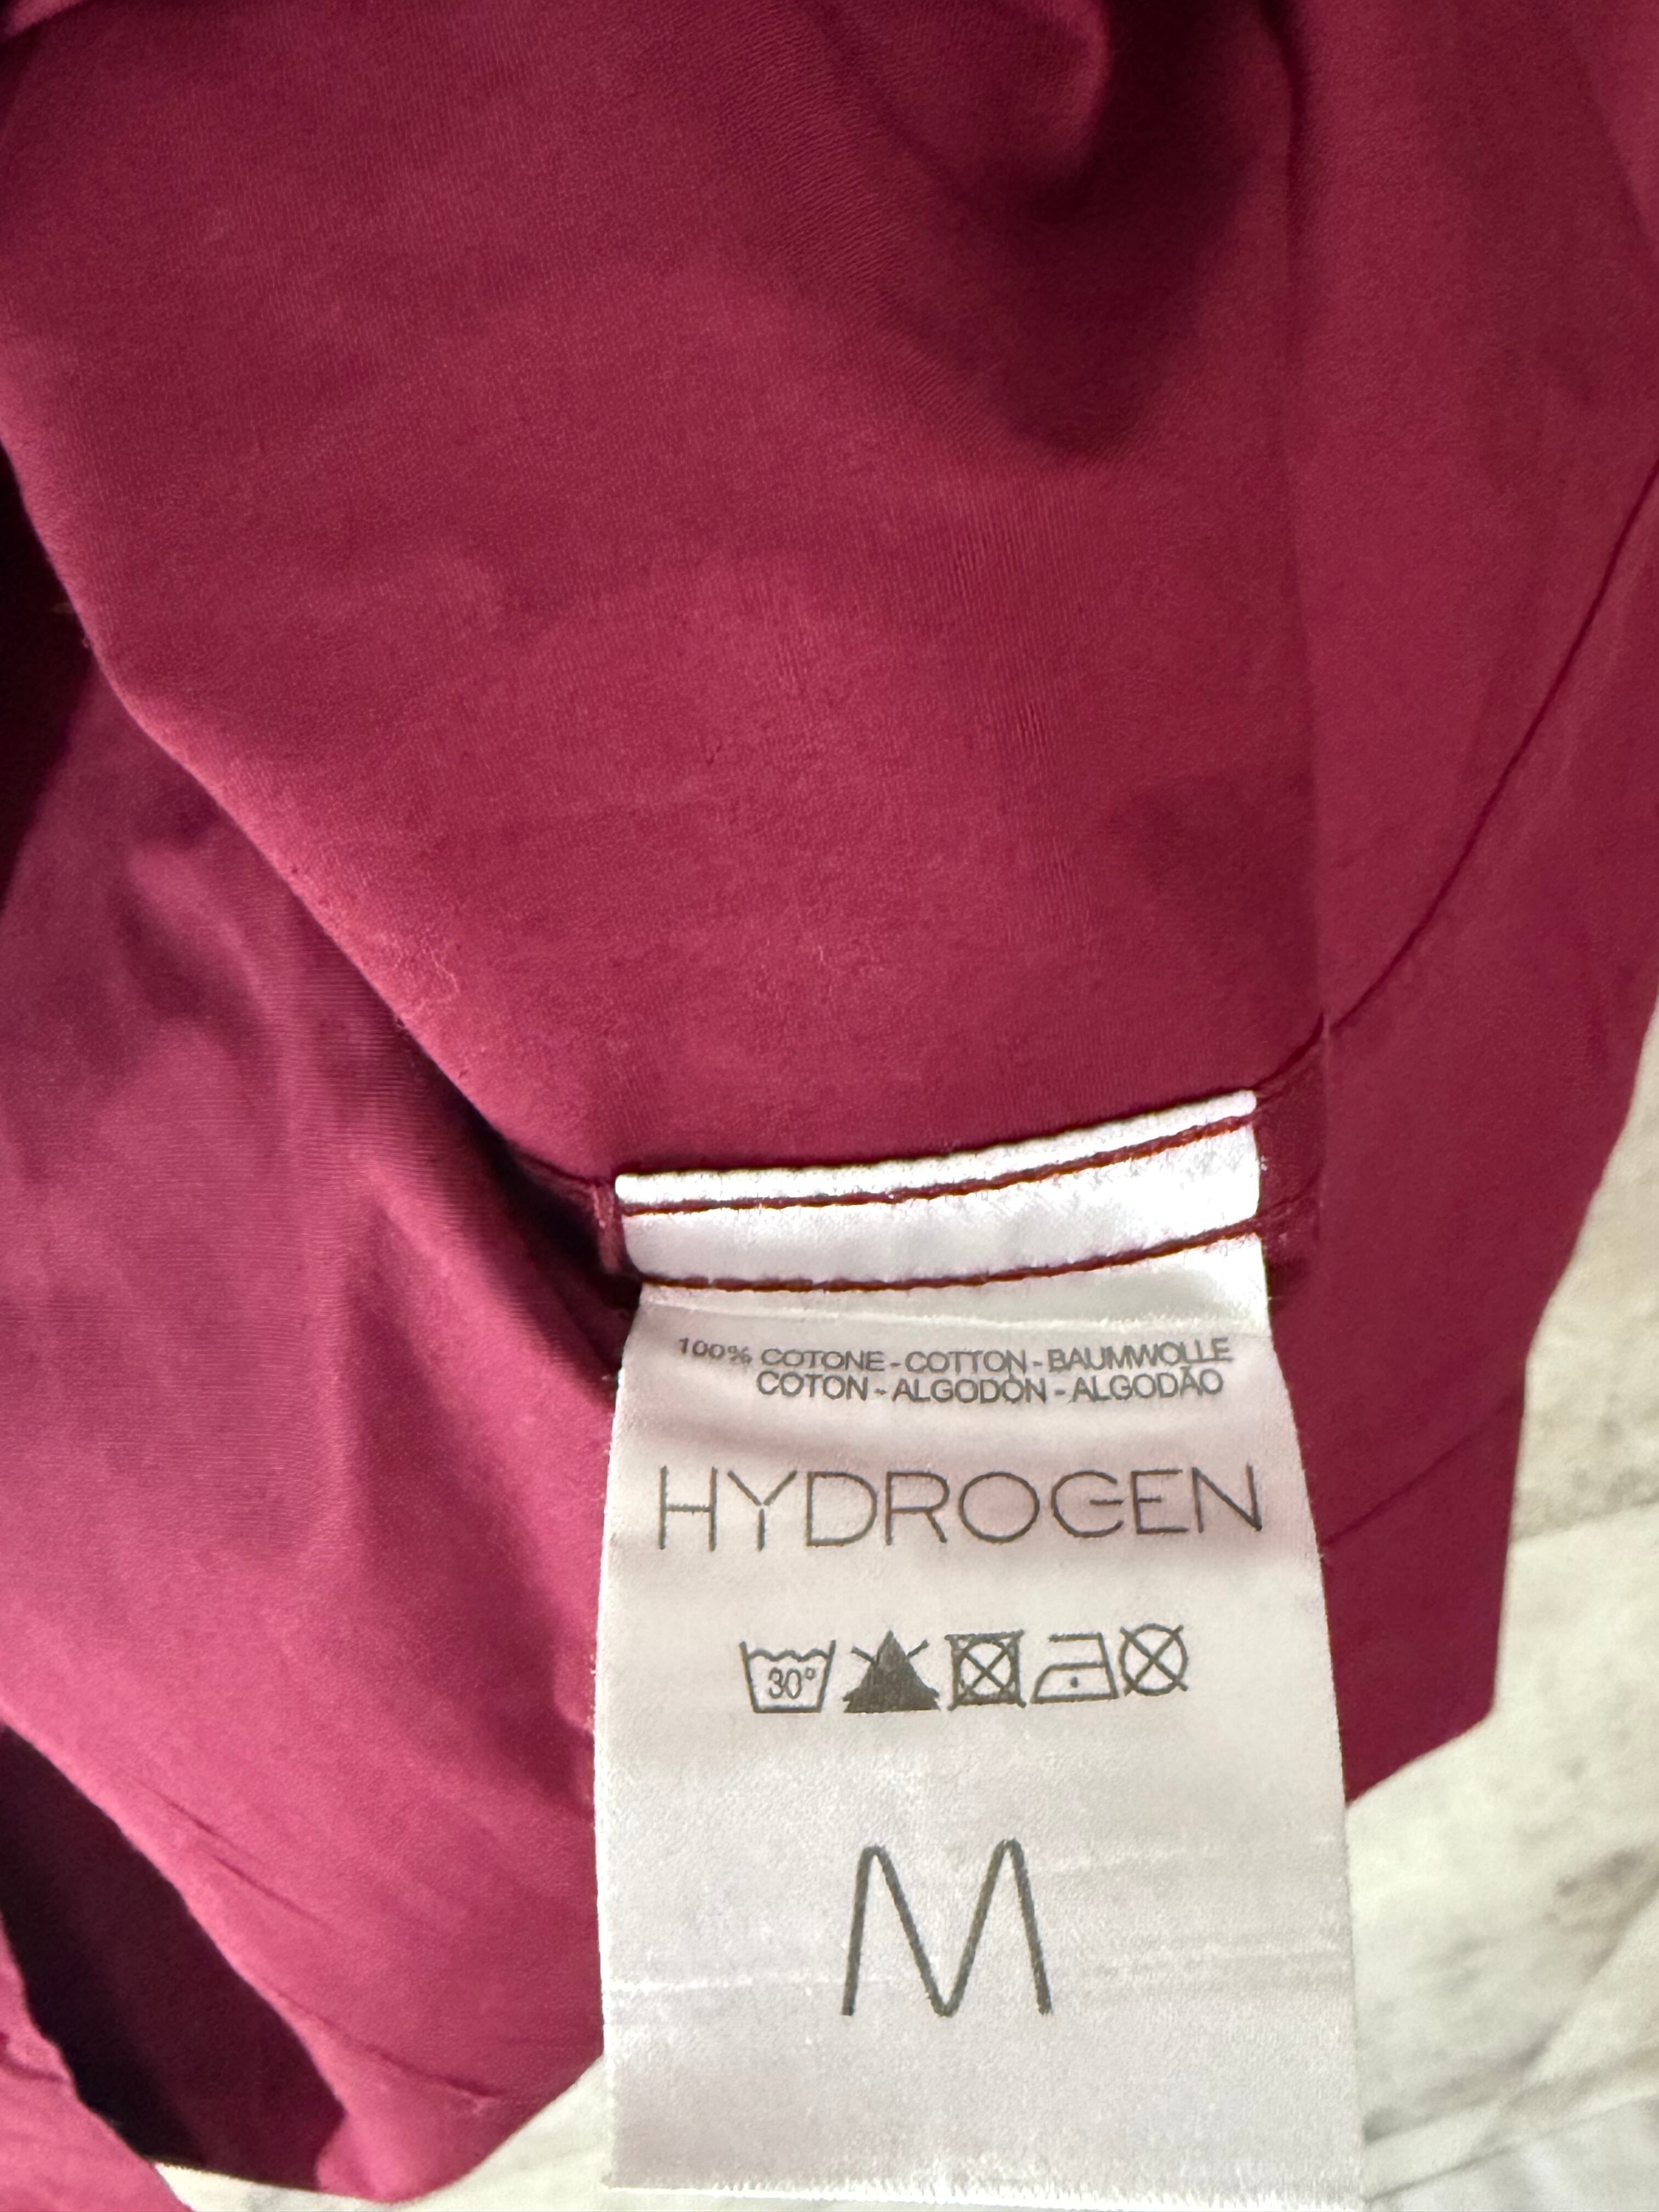 100% COTONE - COTTON - BAUMWOLLE
COTON - ALGODÓN - ALGODÃO
HYDROGEN
30°
M